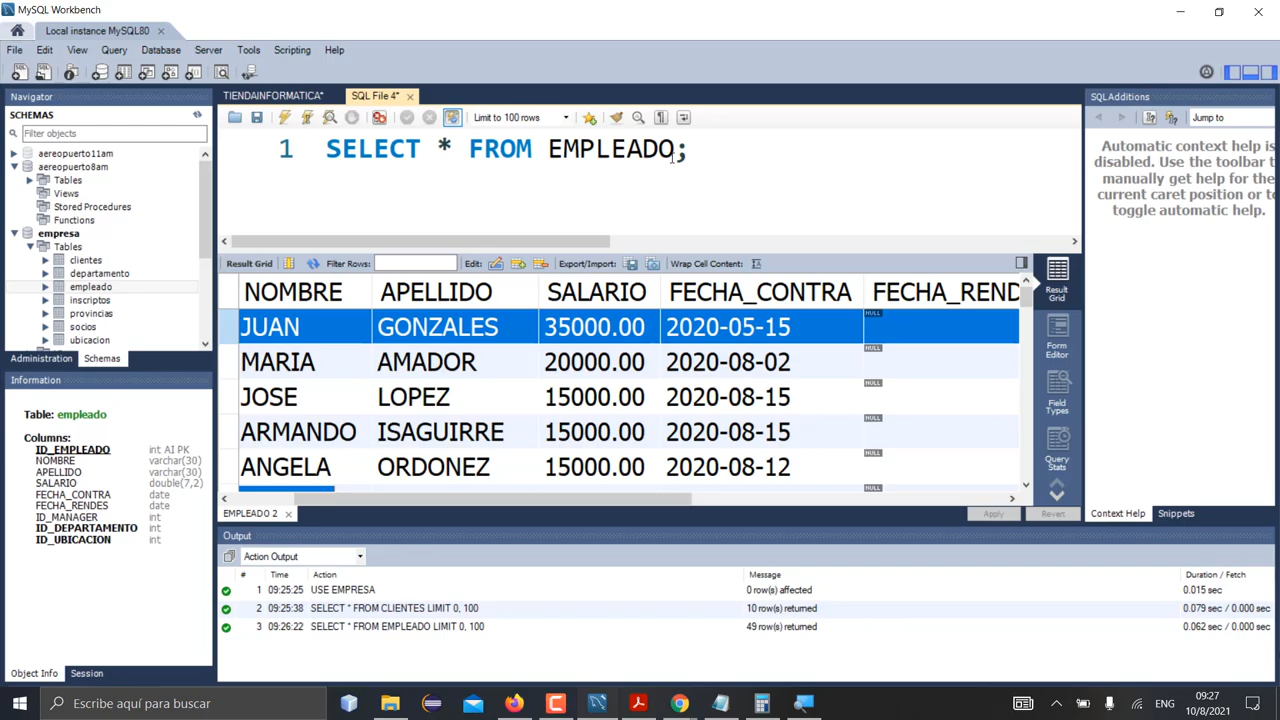 MySQL Workbench
Local instance MySQL80
File Edit View Query Database Server Tools Scripting Help
Navigator
SCHEMAS
Filter objects
aereopuerto11am
aereopuerto8am
Tables
Views
Stored Procedures
Functions
empresa
Tables
clientes
departamento
empleado
inscriptos
provincias
socios
ubicacion
Administration Schemas
Information
Table: empleado
Columns:
ID_EMPLEADO int AI PK
NOMBRE varchar(30)
APELLIDO varchar(30)
SALARIO double(7,2)
FECHA_CONTRA date
FECHA_RENDES date
ID_MANAGER int
ID_DEPARTAMENTO int
ID_UBICACION int
Object Info Session
TIENDAINFORMATICA* SQL File 4*
Limit to 100 rows
1 SELECT * FROM EMPLEADO;
Result Grid Filter Rows: Edit: Export/Import: Wrap Cell Content:
NOMBRE APELLIDO SALARIO FECHA_CONTRA FECHA_REND
JUAN GONZALES 35000.00 2020-05-15 NULL
MARIA AMADOR 20000.00 2020-08-02 NULL
JOSE LOPEZ 15000.00 2020-08-15 NULL
ARMANDO ISAGUIRRE 15000.00 2020-08-15 NULL
ANGELA ORDONEZ 15000.00 2020-08-12 NULL
NULL
Result
Grid
Form
Editor
Field
Types
Query
Stats
EMPLEADO 2
Apply Revert
SQLAdditions
Jump to
Automatic context help is
disabled. Use the toolbar t
manually get help for the
current caret position or to
toggle automatic help.
Context Help Snippets
Output
Action Output
# Time Action Message Duration / Fetch
1 09:25:25 USE EMPRESA 0 row(s) affected 0.015 sec
2 09:25:38 SELECT * FROM CLIENTES LIMIT 0, 100 10 row(s) returned 0.079 sec / 0.000 sec
3 09:26:22 SELECT * FROM EMPLEADO LIMIT 0, 100 49 row(s) returned 0.062 sec / 0.000 sec
Escribe aquí para buscar
ENG
09:27
10/8/2021